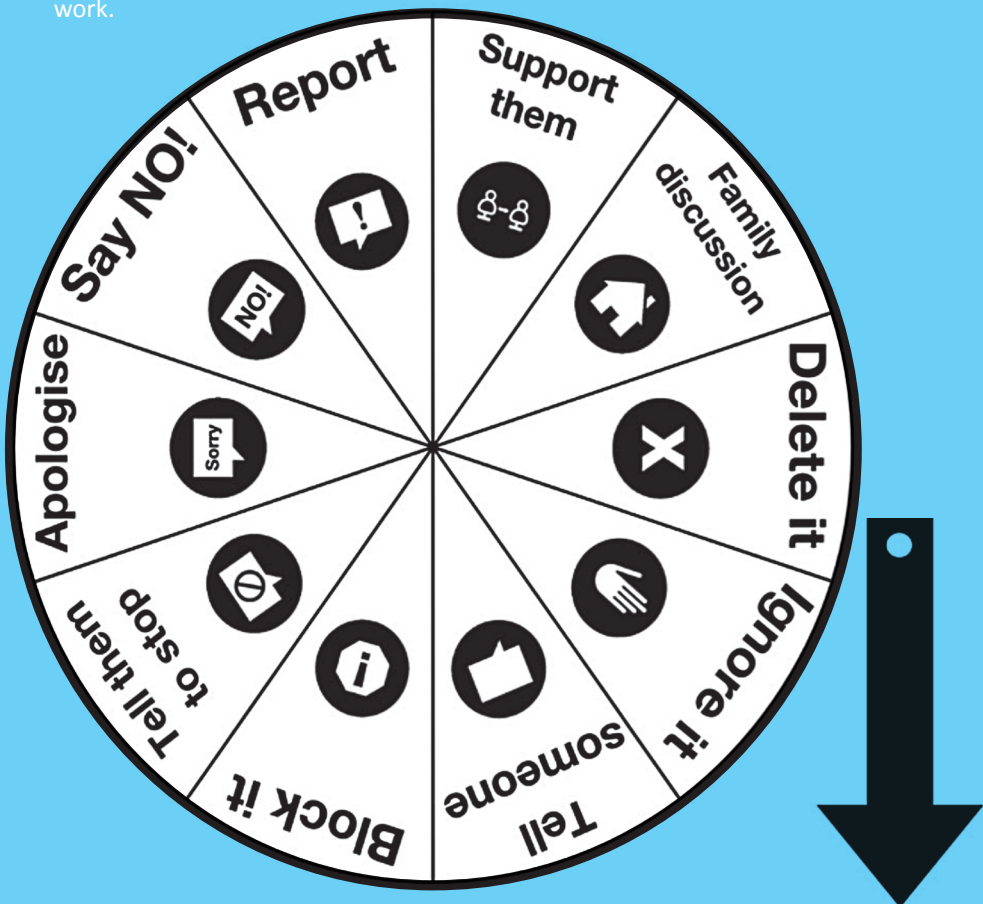 work.
Support
them
Family
discussion
Delete it
Ignore it
Tell
someone
Block it
Tell them
to stop
Apologise
Sorry
Say NO!
NO!
Report
!
i